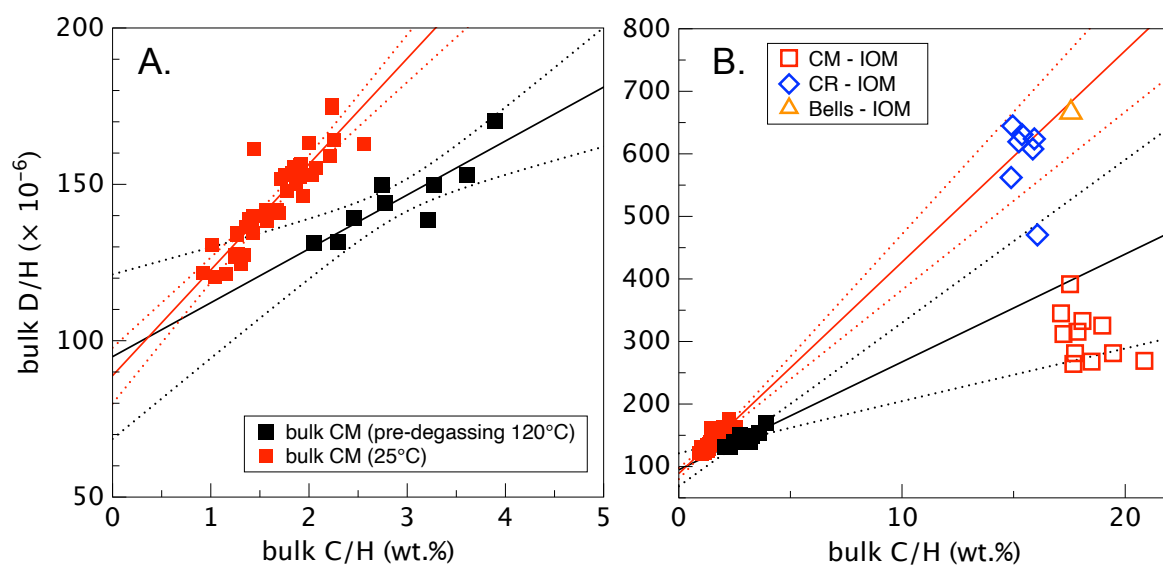 A.
200
150
100
50
bulk D/H (× 10⁻⁶)
bulk CM (pre-degassing 120°C)
bulk CM (25°C)
0 1 2 3 4 5
bulk C/H (wt.%)
B.
CM - IOM
CR - IOM
Bells - IOM
800
700
600
500
400
300
200
100
0 10 20
bulk C/H (wt.%)